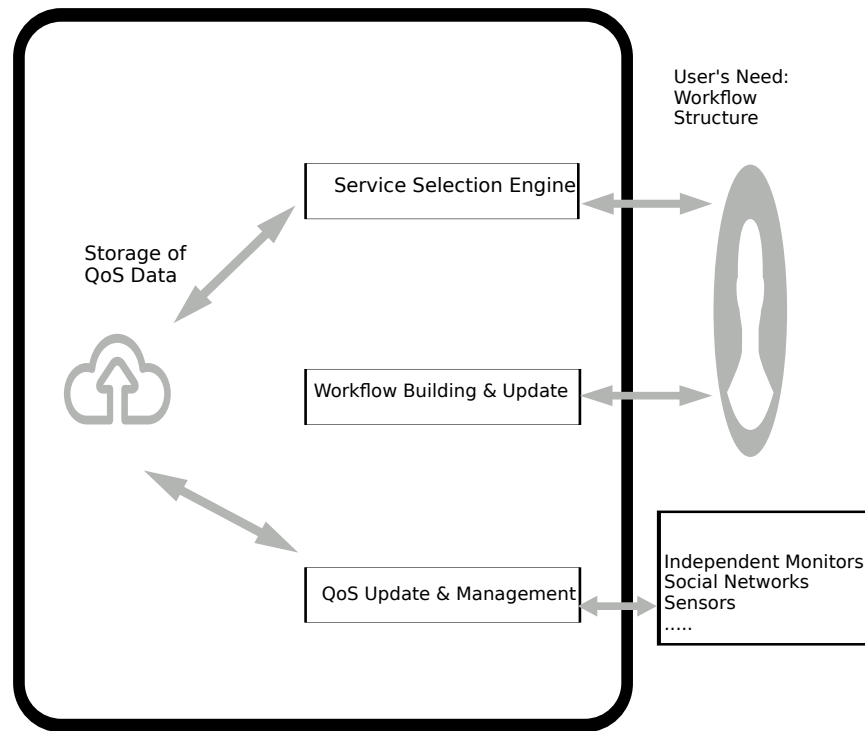 User's Need:
Workflow
Structure
Service Selection Engine
Storage of
QoS Data
Workflow Building & Update
QoS Update & Management
Independent Monitors
Social Networks
Sensors
.....